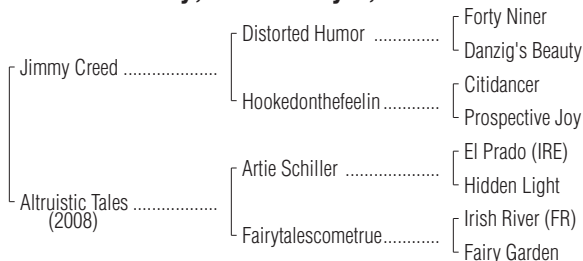 Forty Niner
Distorted Humor ..............
Danzig's Beauty
Jimmy Creed ....................
Citidancer
Hookedonthefeelin ............
Prospective Joy
El Prado (IRE)
Artie Schiller ....................
Hidden Light
Altruistic Tales ..................
(2008)
Irish River (FR)
Fairytalescometrue............
Fairy Garden